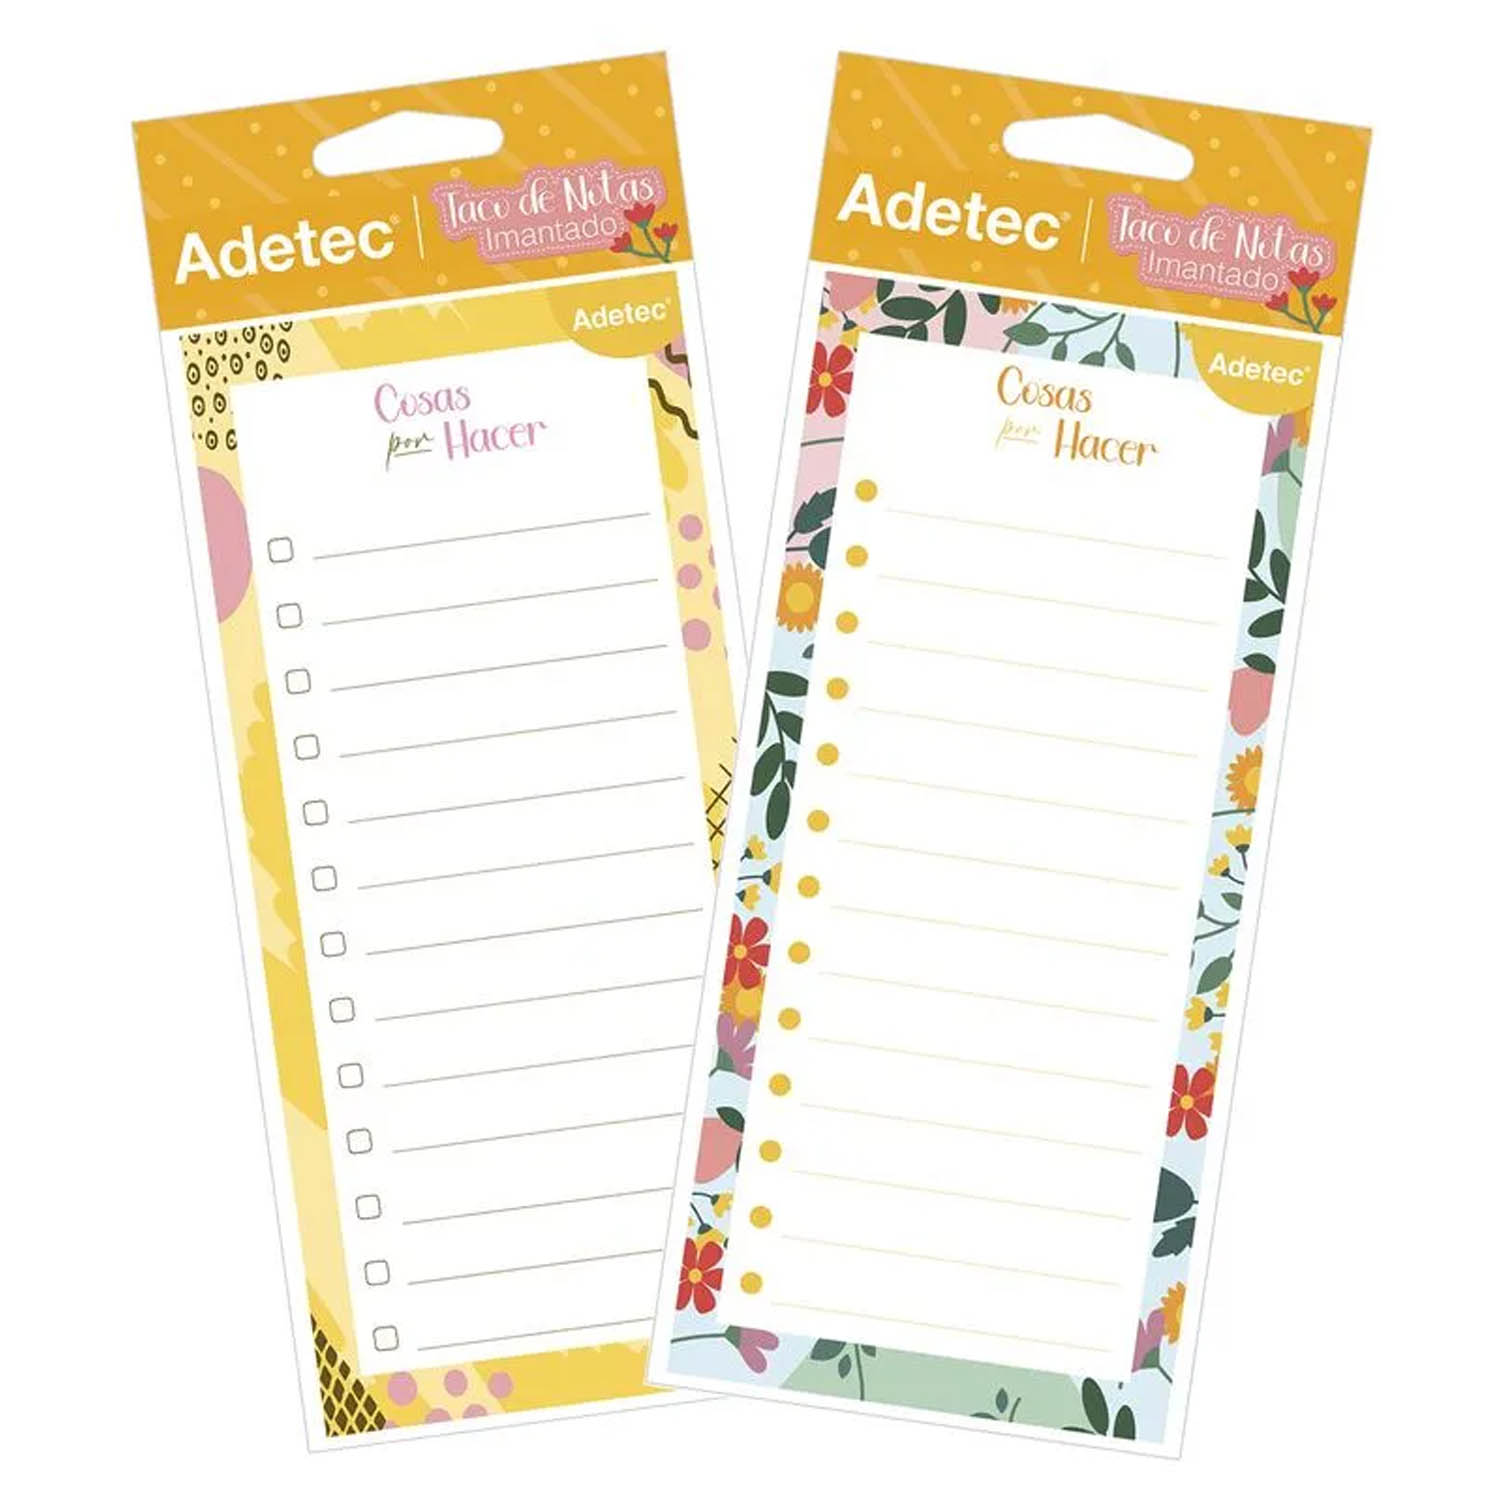 Adetec®
Taco de Notas
Imantado
Adetec®
Cosas
por Hacer
Adetec®
Taco de Notas
Imantado
Adetec®
Cosas
por Hacer